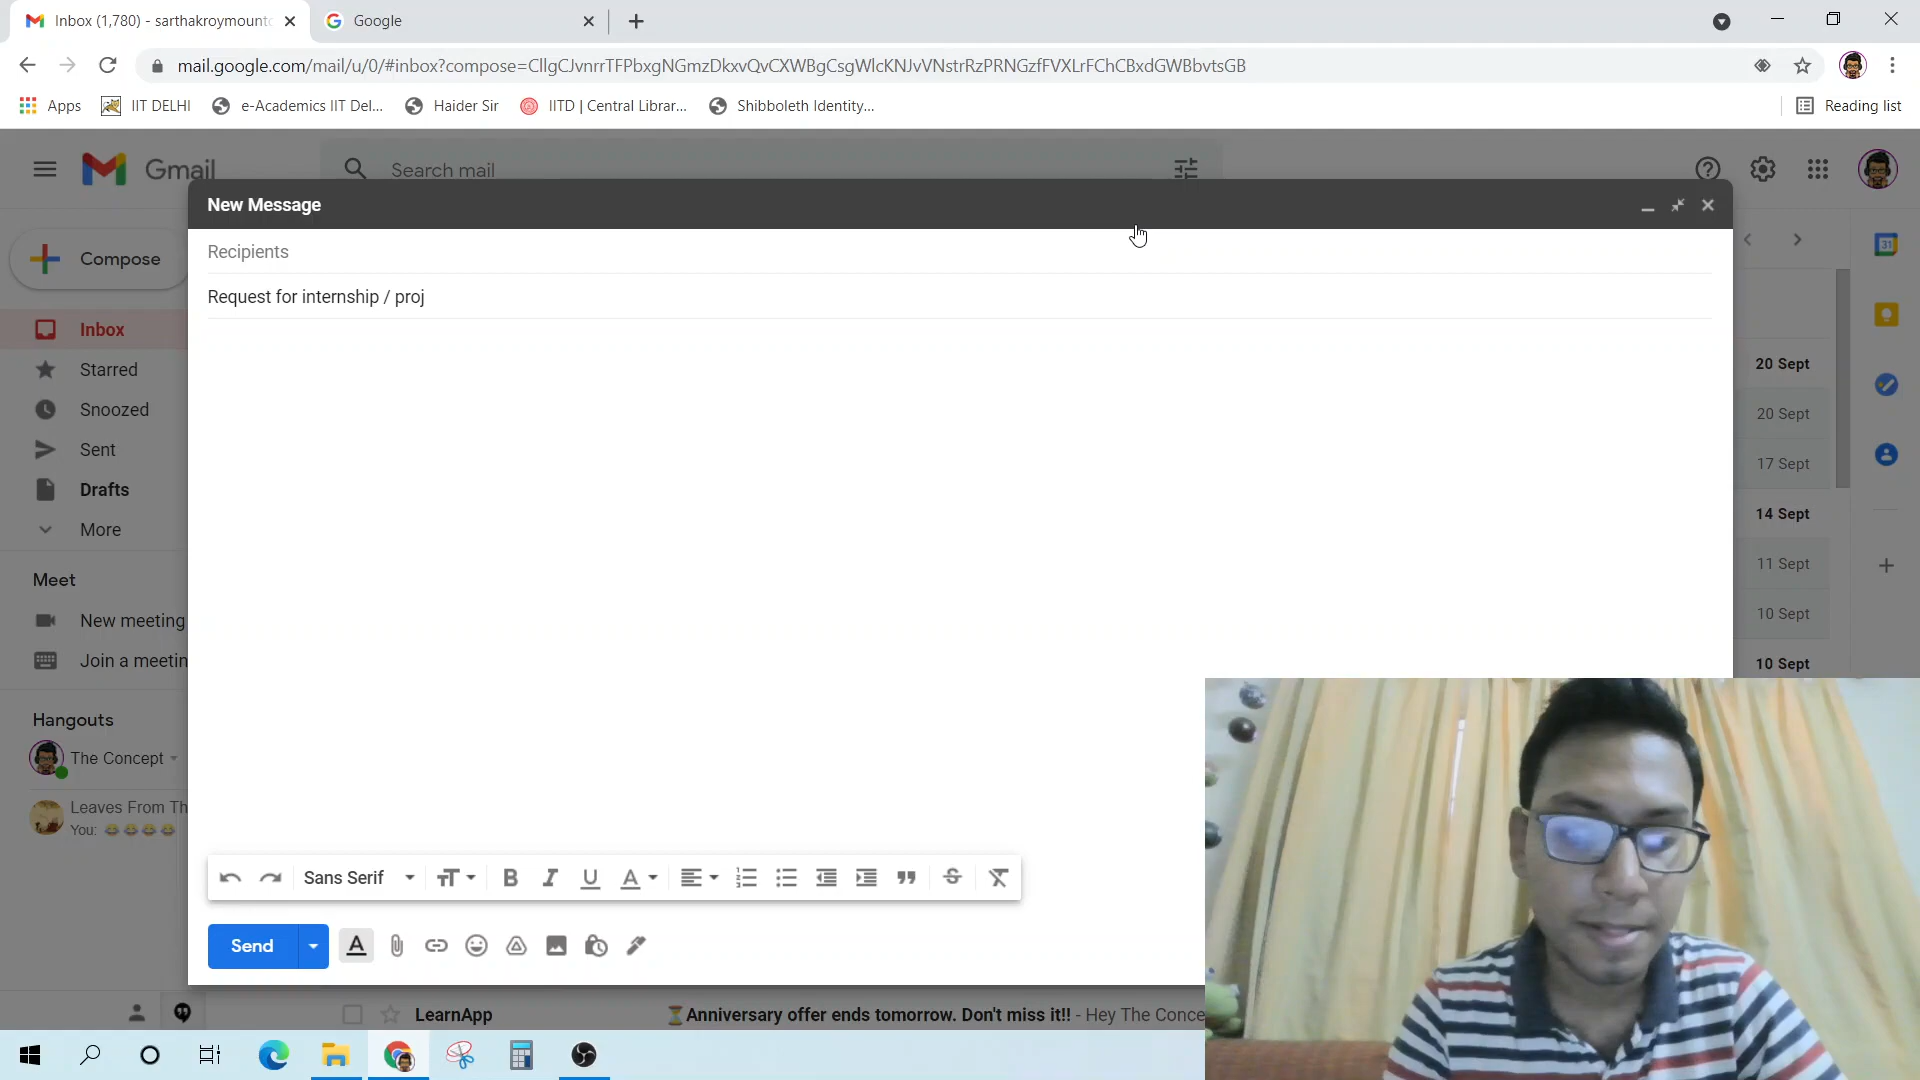 Inbox (1,780) - sarthakroymount
Google
mail.google.com/mail/u/0/#inbox?compose=CllgCJvnrrTFPbxgNGmzDkxvQvCXWBgCsgWlcKNJvVNstrRzPRNGzfFVXLrFChCBxdGWBbvtsGB
Apps
IIT DELHI
e-Academics IIT Del...
Haider Sir
IITD | Central Librar...
Shibboleth Identity...
Reading list
Gmail
Search mail
New Message
Recipients
Compose
31
Request for internship / proj
Inbox
Starred
20 Sept
Snoozed
20 Sept
Sent
17 Sept
Drafts
14 Sept
More
11 Sept
Meet
10 Sept
New meeting
Join a meetin
10 Sept
Hangouts
The Concept
Leaves From Th
You: 😂😂😂😂
Sans Serif
Send
LearnApp
⏳Anniversary offer ends tomorrow. Don't miss it!! - Hey The Conce